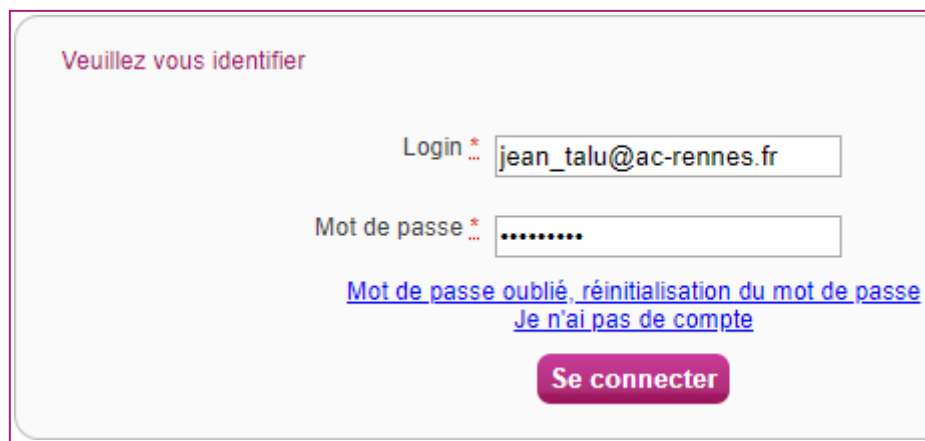 Veuillez vous identifier
Login * jean_talu@ac-rennes.fr
Mot de passe * •••••••••
Mot de passe oublié, réinitialisation du mot de passe
Je n'ai pas de compte
Se connecter